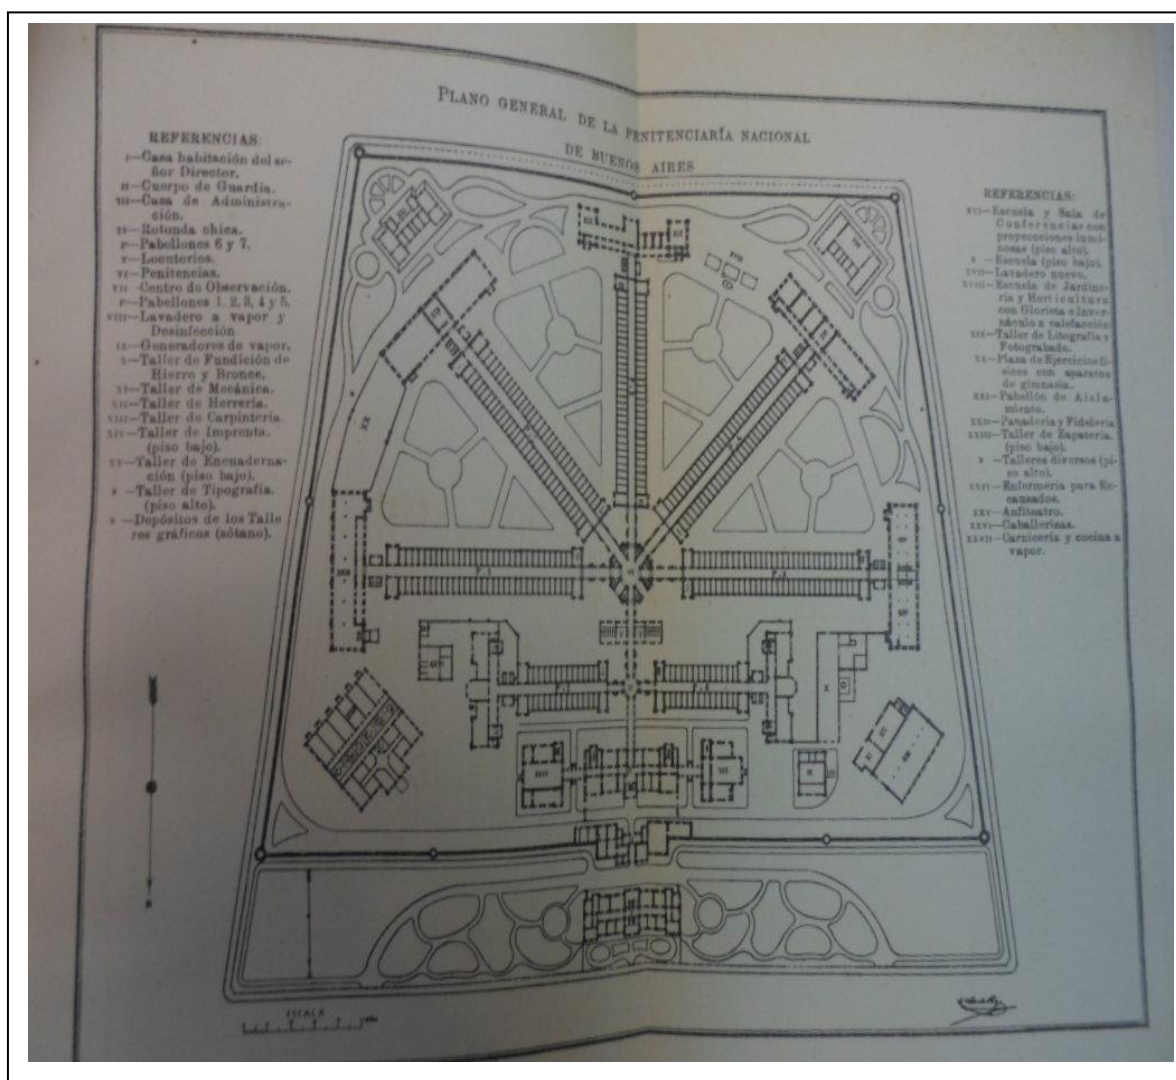 PLANO GENERAL DE LA PENITENCIARÍA NACIONAL
DE BUENOS AIRES
REFERENCIAS:
I—Casa habitación del se-
ñor Director.
II—Cuerpo de Guardia.
III—Casa de Administra-
ción.
IV—Rotonda chica.
P—Pabellones 6 y 7.
V—Locutorios.
VI—Penitencias.
VII—Centro de Observación.
P—Pabellones 1, 2, 3, 4 y 5.
VIII—Lavadero a vapor y
Desinfección
IX—Generadores de vapor.
X—Taller de Fundición de
Hierro y Bronce.
XI—Taller de Mecánica.
XII—Taller de Herrería.
XIII—Taller de Carpintería
XIV—Taller de Imprenta.
(piso bajo).
XV—Taller de Encuaderna-
ción (piso bajo).
» —Taller de Tipografía.
(piso alto).
» —Depósitos de los Talle
res gráficos (sótano).
REFERENCIAS:
XVI—Escuela y Sala de
Conferencias con
proyecciones lumi-
nosas (piso alto).
» —Escuela (piso bajo).
XVII—Lavadero nuevo.
XVIII—Escuela de Jardine-
ría y Horticultura
con Glorieta e Inver-
náculo a calefacción
XIX—Taller de Litografía y
Fotograbado.
XX—Plaza de Ejercicios fí-
sicos con aparatos
de gimnasia.
XXI—Pabellón de Aisla-
miento.
XXII—Panadería y Fidelería
XXIII—Taller de Zapatería.
(piso bajo).
» —Talleres diversos (pi-
so alto).
XXIV—Enfermería para En-
causados.
XXV—Anfiteatro.
XXVI—Caballerizas.
XXVII—Carnicería y cocina a
vapor.
XX
P.1
ESCALA